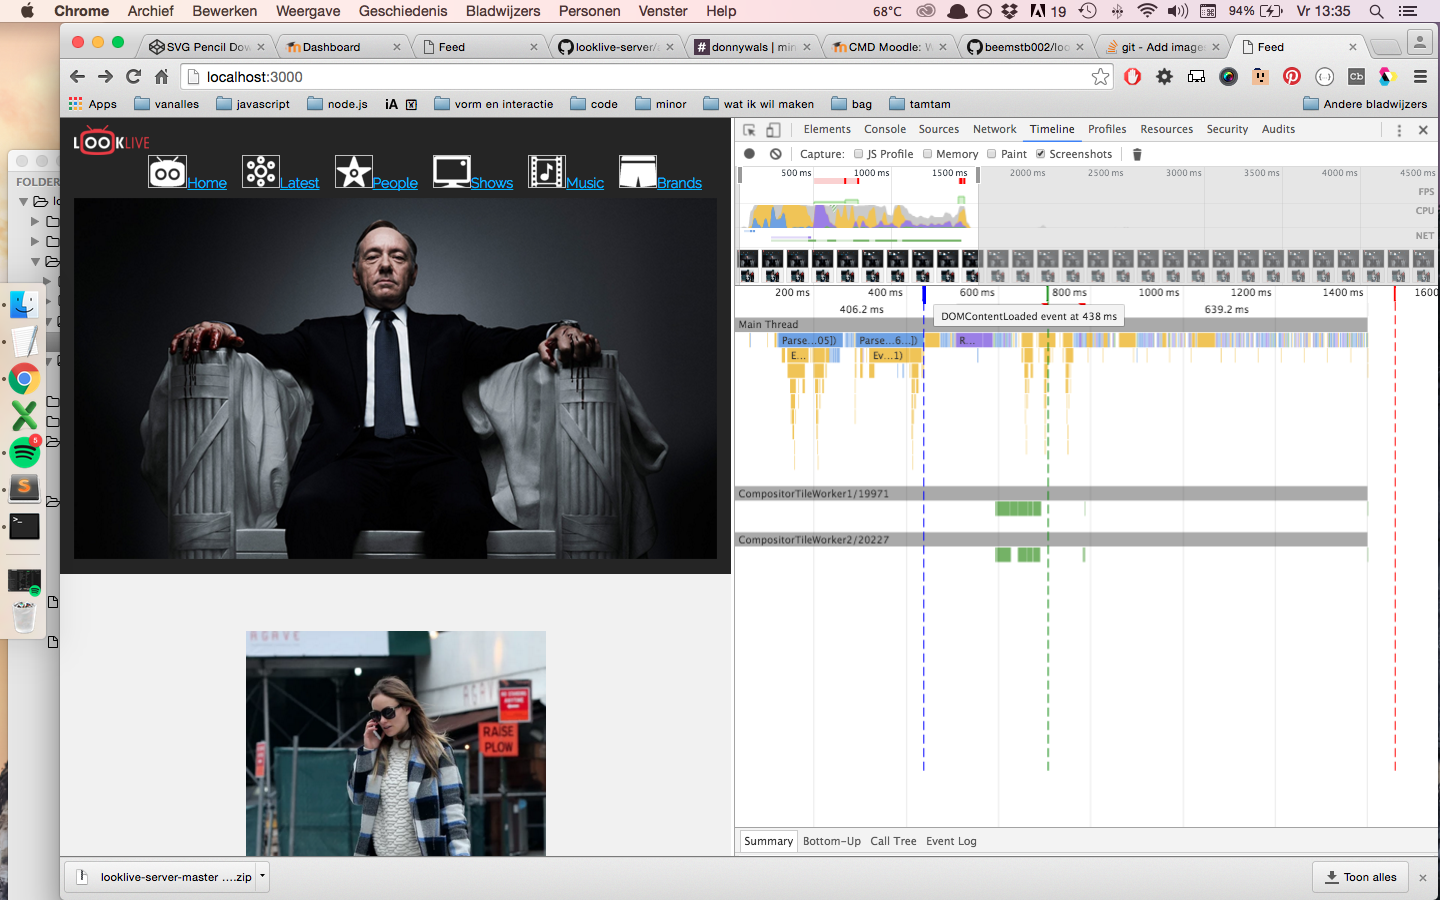 Chrome Archief Bewerken Weergave Geschiedenis Bladwijzers Personen Venster Help 68°C 19 94% Vr 13:35
SVG Pencil Dow Dashboard Feed looklive-server/ donnywals | min CMD Moodle: W beemstb002/loo git - Add image Feed
localhost:3000
Apps vanalles javascript node.js iA vorm en interactie code minor wat ik wil maken bag tamtam Andere bladwijzers
FOLDER
5
LOOKLIVE
Home Latest People Shows Music Brands
AGAVE
RAISE
PLOW
Elements Console Sources Network Timeline Profiles Resources Security Audits
Capture: JS Profile Memory Paint Screenshots
500 ms 1000 ms 1500 ms 2000 ms 2500 ms 3000 ms 3500 ms 4000 ms 4500 ms
FPS
CPU
NET
200 ms 400 ms 600 ms 800 ms 1000 ms 1200 ms 1400 ms 1600
406.2 ms 639.2 ms
DOMContentLoaded event at 438 ms
Main Thread
Parse...05]) Parse...6...]) R...
E... Ev...1)
CompositorTileWorker1/19971
CompositorTileWorker2/20227
Summary Bottom-Up Call Tree Event Log
looklive-server-master ....zip Toon alles